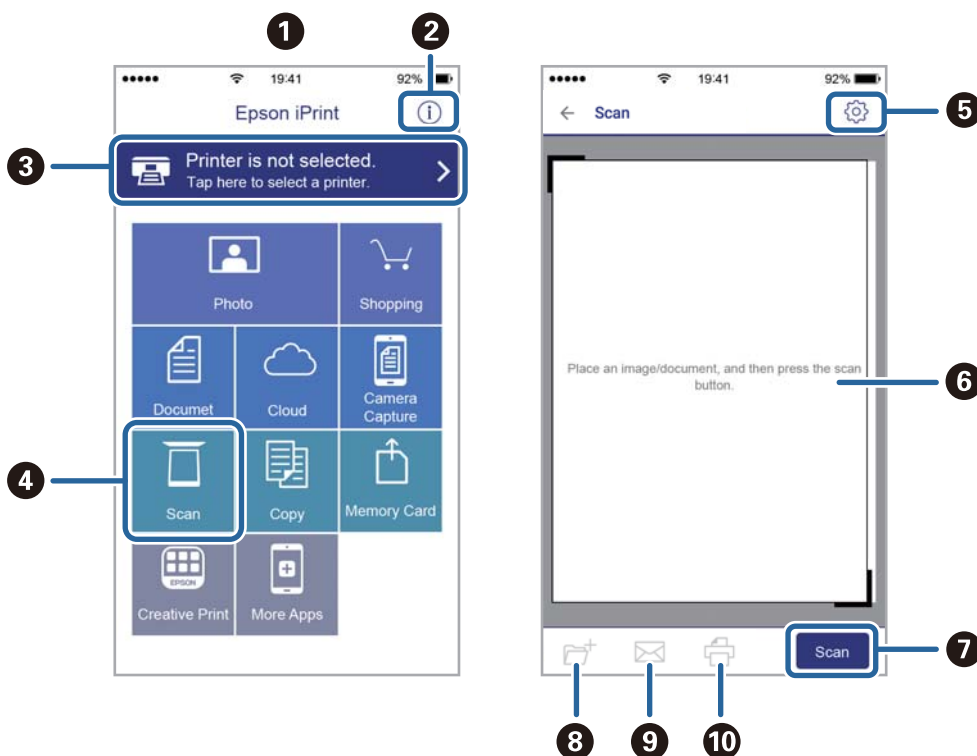 1
2
19:41
92%
Epson iPrint
i
3
Printer is not selected.
Tap here to select a printer.
Photo
Shopping
Documet
Cloud
Camera
Capture
4
Scan
Copy
Memory Card
EPSON
Creative Print
More Apps
19:41
92%
Scan
5
Place an image/document, and then press the scan
button.
6
Scan
7
8
9
10